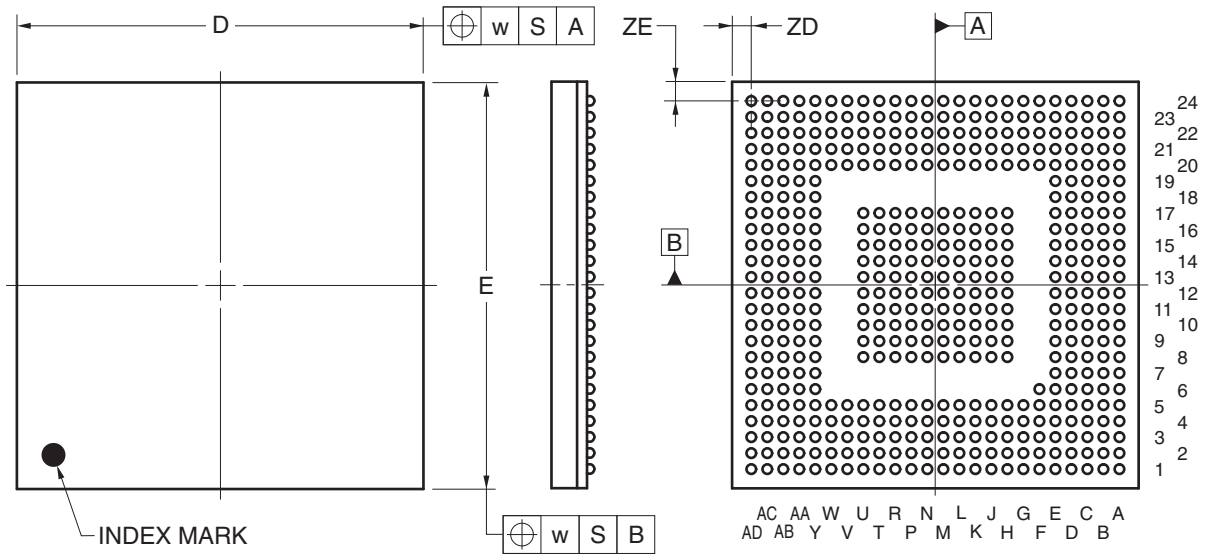 D
⌖ w S A
E
INDEX MARK
⌖ w S B
ZE
ZD
A
B
24
23
22
21
20
19
18
17
16
15
14
13
12
11
10
9
8
7
6
5
4
3
2
1
AC AA W U R N L J G E C A
AD AB Y V T P M K H F D B